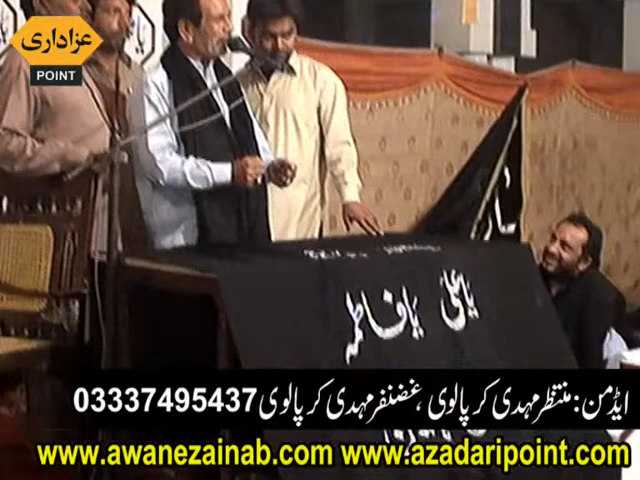 عزاداری
POINT
یا علیؑ یا فاطمہ
ایڈمن: منتظر مہدی کرپالوی، غضنفر مہدی کرپالوی 03337495437
www.awanezainab.com www.azadaripoint.com